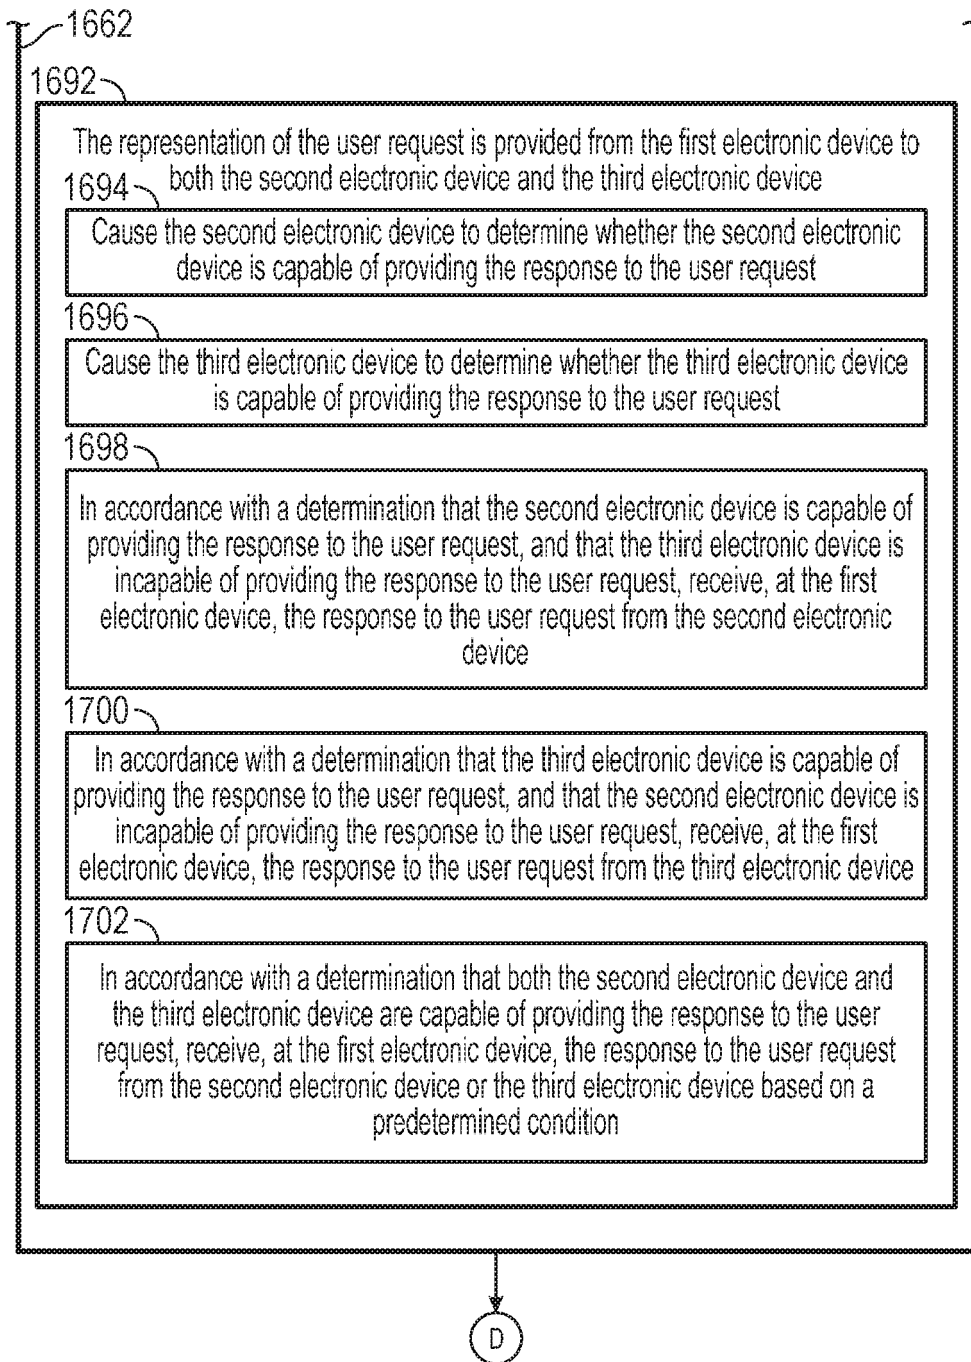 1662
1692
The representation of the user request is provided from the first electronic device to
both the second electronic device and the third electronic device
1694
Cause the second electronic device to determine whether the second electronic
device is capable of providing the response to the user request
1696
Cause the third electronic device to determine whether the third electronic device
is capable of providing the response to the user request
1698
In accordance with a determination that the second electronic device is capable of
providing the response to the user request, and that the third electronic device is
incapable of providing the response to the user request, receive, at the first
electronic device, the response to the user request from the second electronic
device
1700
In accordance with a determination that the third electronic device is capable of
providing the response to the user request, and that the second electronic device is
incapable of providing the response to the user request, receive, at the first
electronic device, the response to the user request from the third electronic device
1702
In accordance with a determination that both the second electronic device and
the third electronic device are capable of providing the response to the user
request, receive, at the first electronic device, the response to the user request
from the second electronic device or the third electronic device based on a
predetermined condition
D